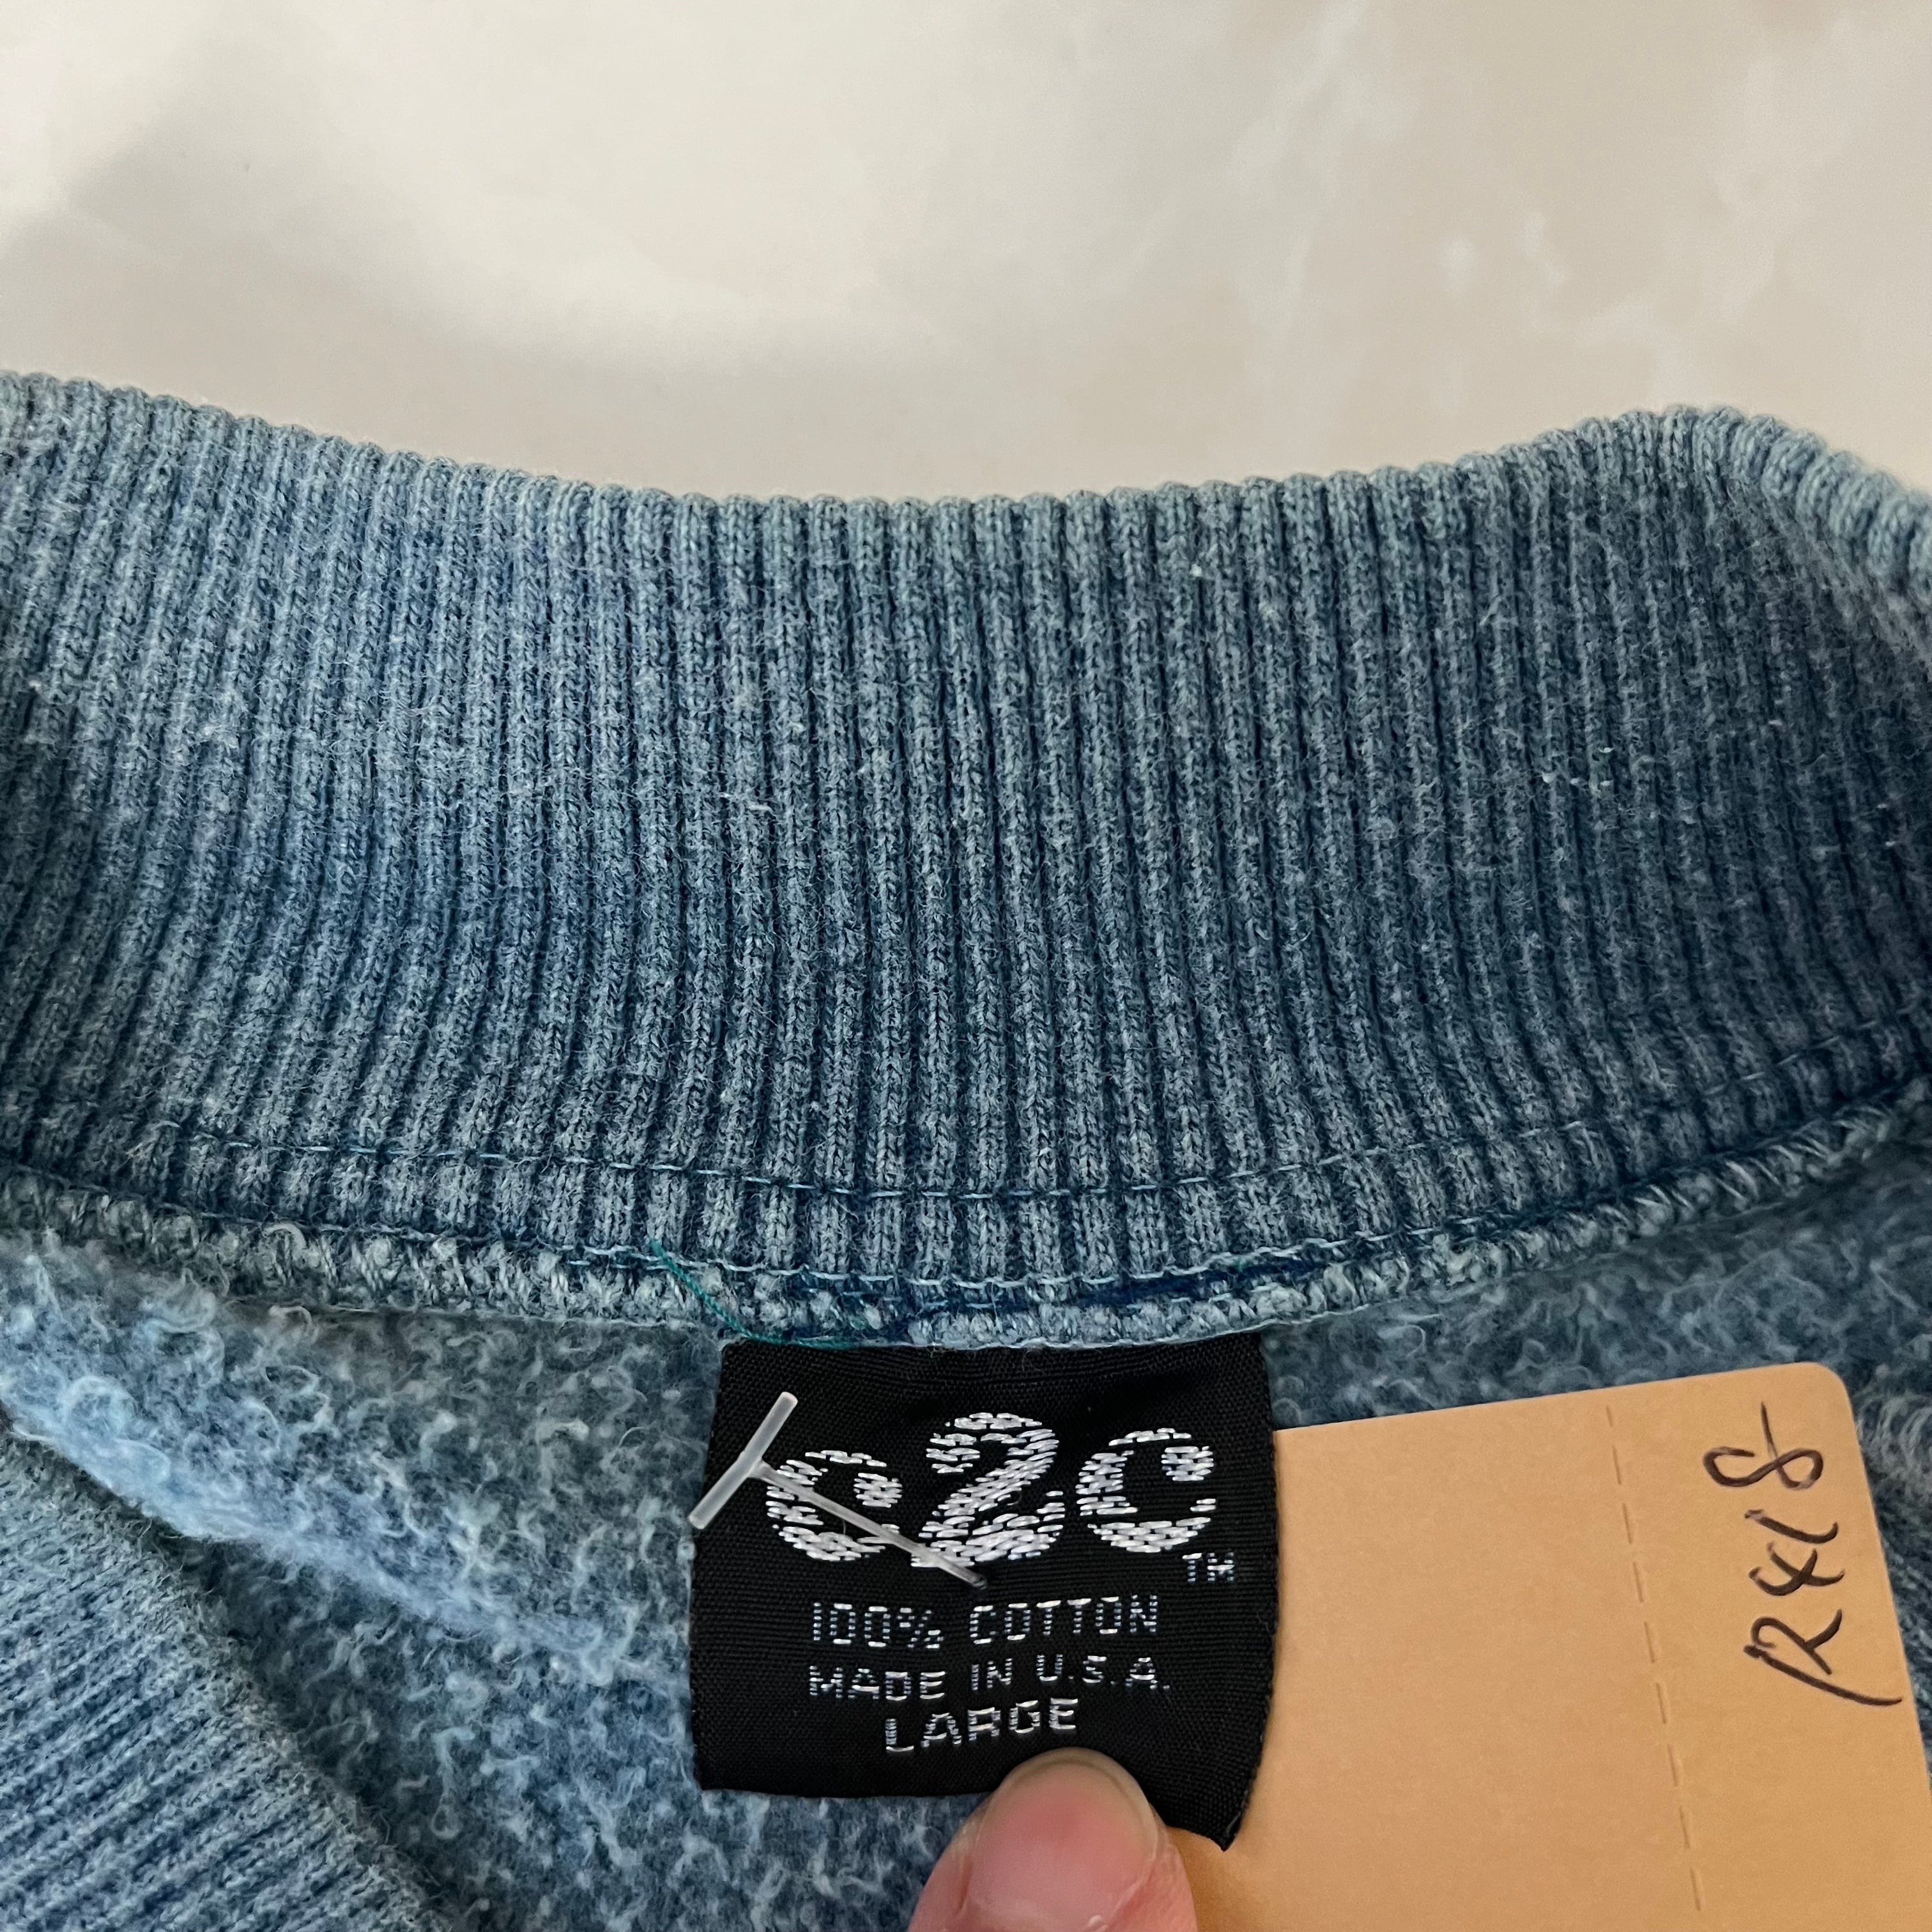 c2c
TM
100% COTTON
MADE IN U.S.A.
LARGE
R418